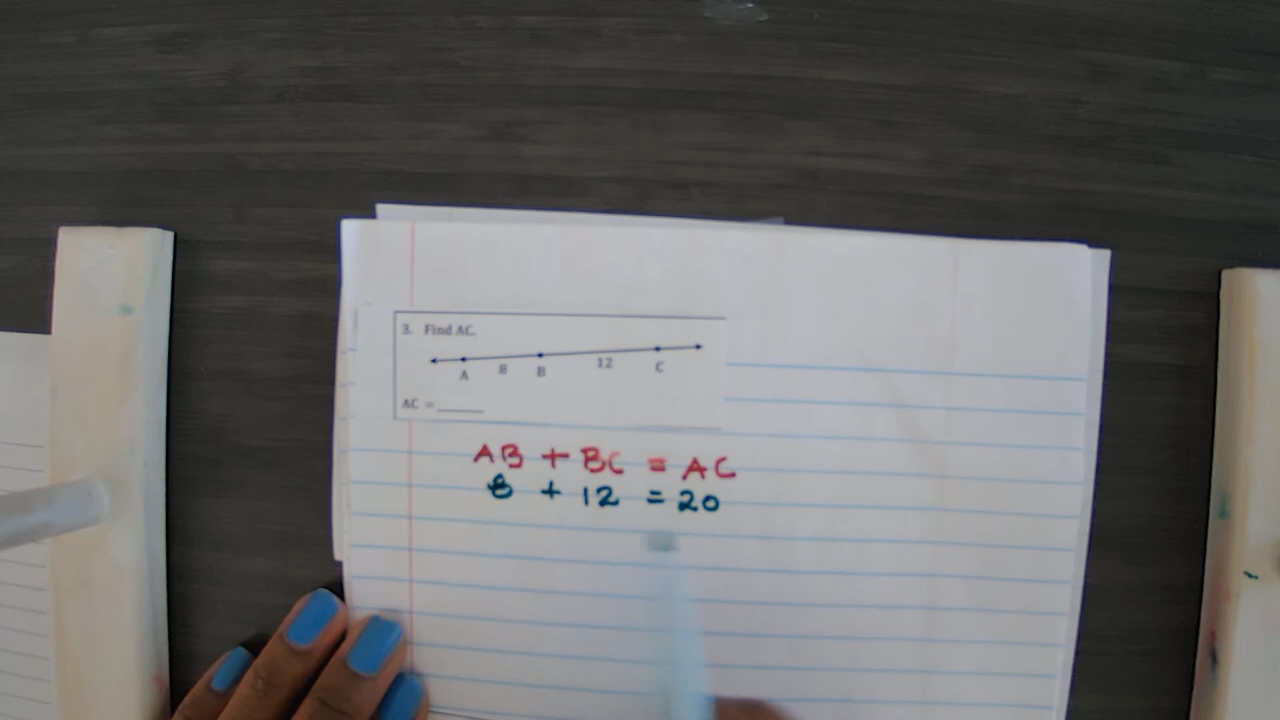 3. Find AC.
A 8 B 12 C
AC = ______
AB + BC = AC
8 + 12 = 20